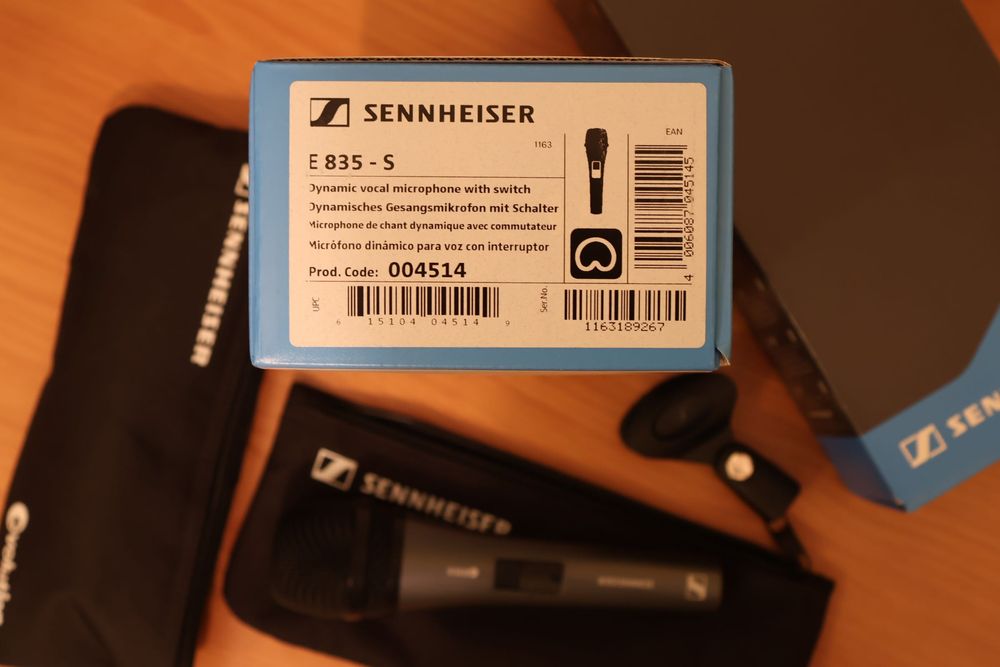 SENNHEISER
1163
E 835 - S
EAN
Dynamic vocal microphone with switch
Dynamisches Gesangsmikrofon mit Schalter
Microphone de chant dynamique avec commutateur
Micrófono dinámico para voz con interruptor
Prod. Code: 004514
4 006087 045145
UPC
6 15104 04514 9
Ser.No.
1163189267
SENNHEISER
SENNHEISER
SEN